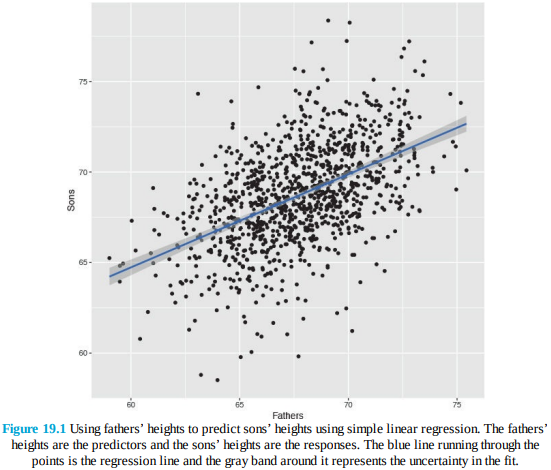 75
70
Sons
65
60
60 65 70 75
Fathers
Figure 19.1 Using fathers’ heights to predict sons’ heights using simple linear regression. The fathers’
heights are the predictors and the sons’ heights are the responses. The blue line running through the
points is the regression line and the gray band around it represents the uncertainty in the fit.